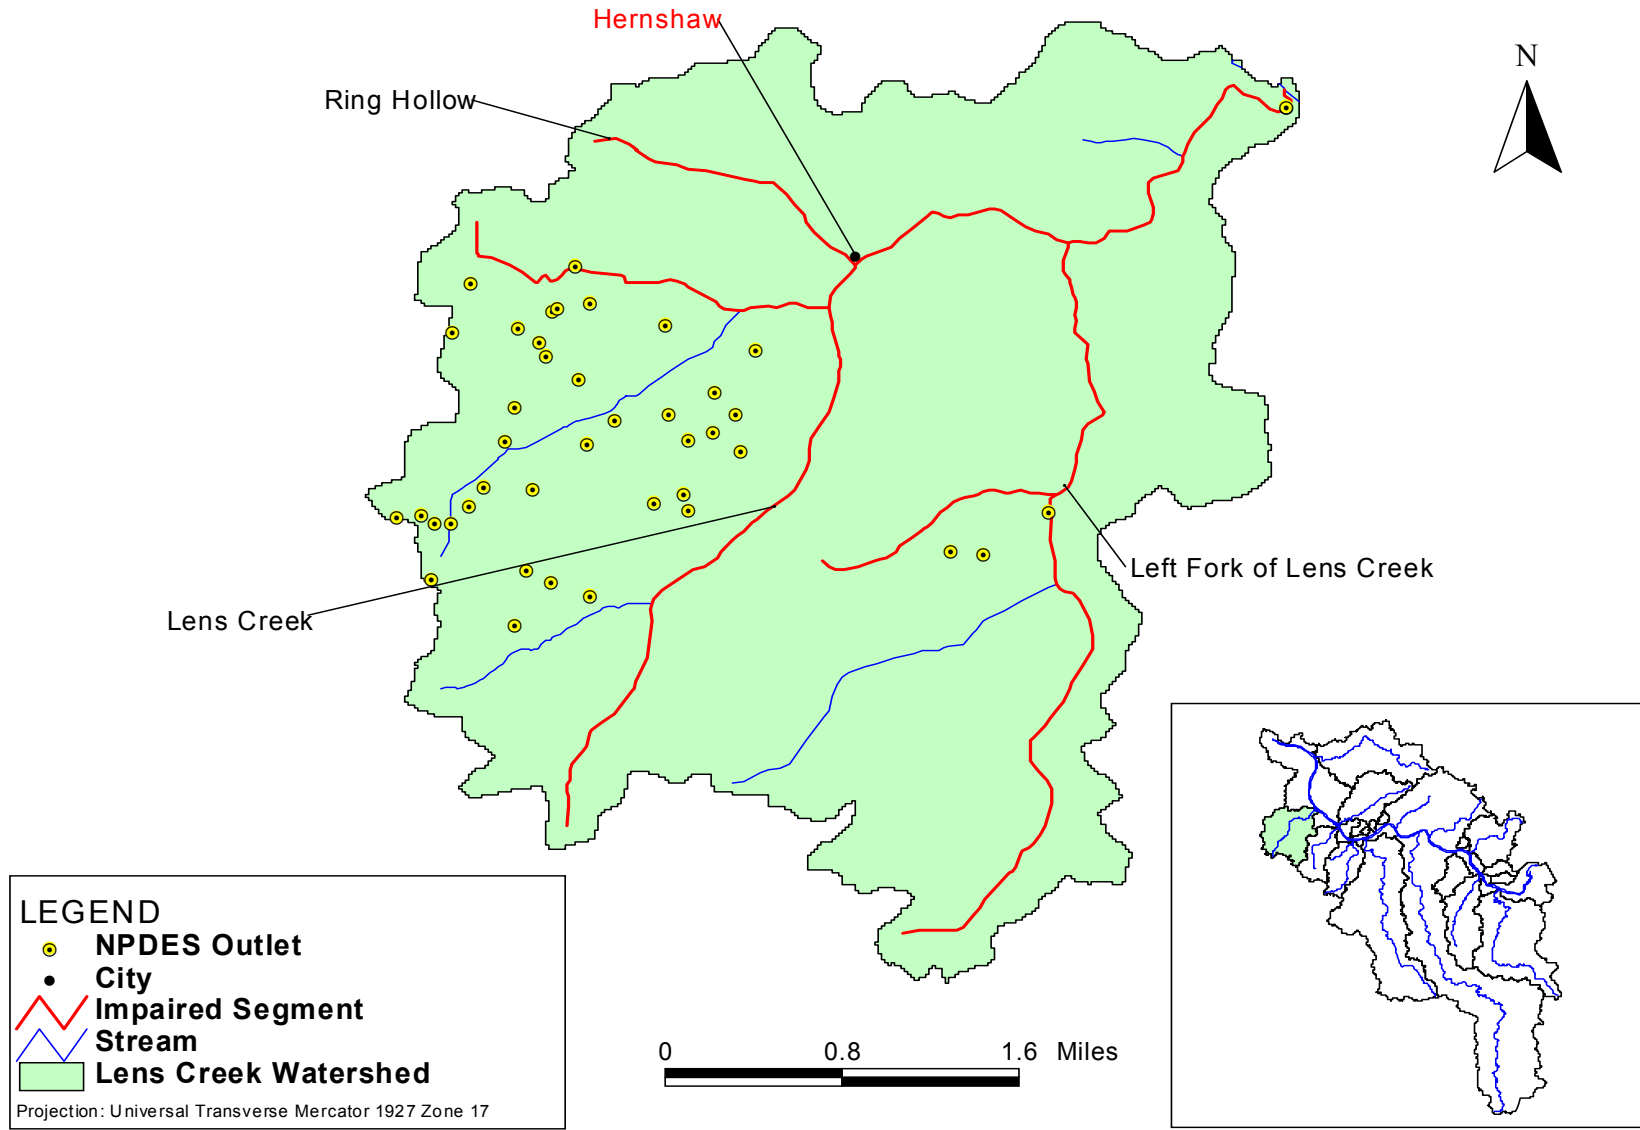 Hernshaw
N
Ring Hollow
Left Fork of Lens Creek
Lens Creek
LEGEND
NPDES Outlet
City
Impaired Segment
Stream
Lens Creek Watershed
Projection: Universal Transverse Mercator 1927 Zone 17
0 0.8 1.6 Miles